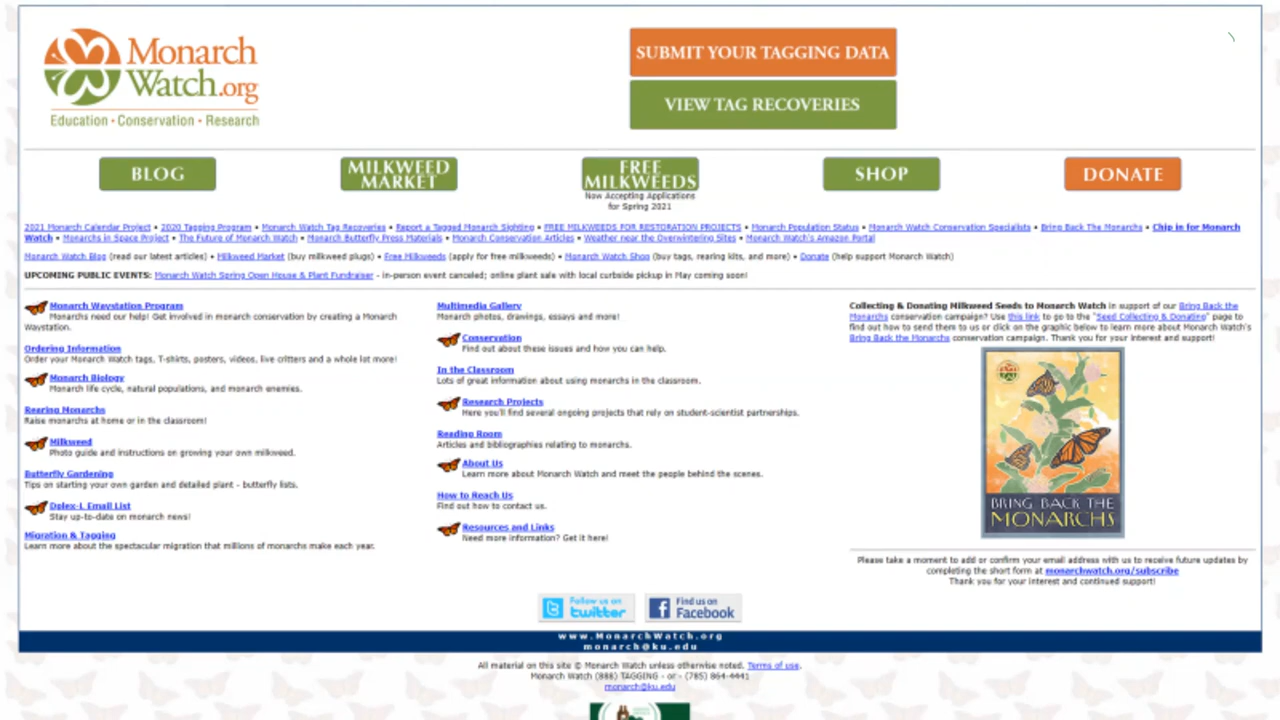 Monarch
Watch.org
Education • Conservation • Research
SUBMIT YOUR TAGGING DATA
VIEW TAG RECOVERIES
BLOG
MILKWEED
MARKET
FREE
MILKWEEDS
Now Accepting Applications
for Spring 2021
SHOP
DONATE
2021 Monarch Calendar Project • 2020 Tagging Program • Monarch Watch Tag Recoveries • Report a Tagged Monarch Sighting • FREE MILKWEEDS FOR RESTORATION PROJECTS • Monarch Population Status • Monarch Watch Conservation Specialists • Bring Back The Monarchs • Chip in for Monarch
Watch • Monarchs in Space Project • The Future of Monarch Watch • Monarch Butterfly Press Materials • Monarch Conservation Articles • Weather near the Overwintering Sites • Monarch Watch's Amazon Portal
Monarch Watch Blog (read our latest articles) • Milkweed Market (buy milkweed plugs) • Free Milkweeds (apply for free milkweeds) • Monarch Watch Shop (buy tags, rearing kits, and more) • Donate (help support Monarch Watch)
UPCOMING PUBLIC EVENTS: Monarch Watch Spring Open House & Plant Fundraiser - in-person event canceled; online plant sale with local curbside pickup in May coming soon!
Monarch Waystation Program
Monarchs need our help! Get involved in monarch conservation by creating a Monarch
Waystation.
Ordering Information
Order your Monarch Watch tags, T-shirts, posters, videos, live critters and a whole lot more!
Monarch Biology
Monarch life cycle, natural populations, and monarch enemies.
Rearing Monarchs
Raise monarchs at home or in the classroom!
Milkweed
Photo guide and instructions on growing your own milkweed.
Butterfly Gardening
Tips on starting your own garden and detailed plant - butterfly lists.
Dplex-L Email List
Stay up-to-date on monarch news!
Migration & Tagging
Learn more about the spectacular migration that millions of monarchs make each year.
Multimedia Gallery
Monarch photos, drawings, essays and more!
Conservation
Find out about these issues and how you can help.
In the Classroom
Lots of great information about using monarchs in the classroom.
Research Projects
Here you'll find several ongoing projects that rely on student-scientist partnerships.
Reading Room
Articles and bibliographies relating to monarchs.
About Us
Learn more about Monarch Watch and meet the people behind the scenes.
How to Reach Us
Find out how to contact us.
Resources and Links
Need more information? Get it here!
Collecting & Donating Milkweed Seeds to Monarch Watch in support of our Bring Back the
Monarchs conservation campaign? Use this link to go to the "Seed Collecting & Donating" page to
find out how to send them to us or click on the graphic below to learn more about Monarch Watch's
Bring Back the Monarchs conservation campaign. Thank you for your interest and support!
BRING BACK THE
MONARCHS
Please take a moment to add or confirm your email address with us to receive future updates by
completing the short form at monarchwatch.org/subscribe
Thank you for your interest and continued support!
Follow us on
twitter
Find us on
Facebook
www.MonarchWatch.org
monarch@ku.edu
All material on this site © Monarch Watch unless otherwise noted. Terms of use.
Monarch Watch (888) TAGGING - or - (785) 864-4441
monarch@ku.edu